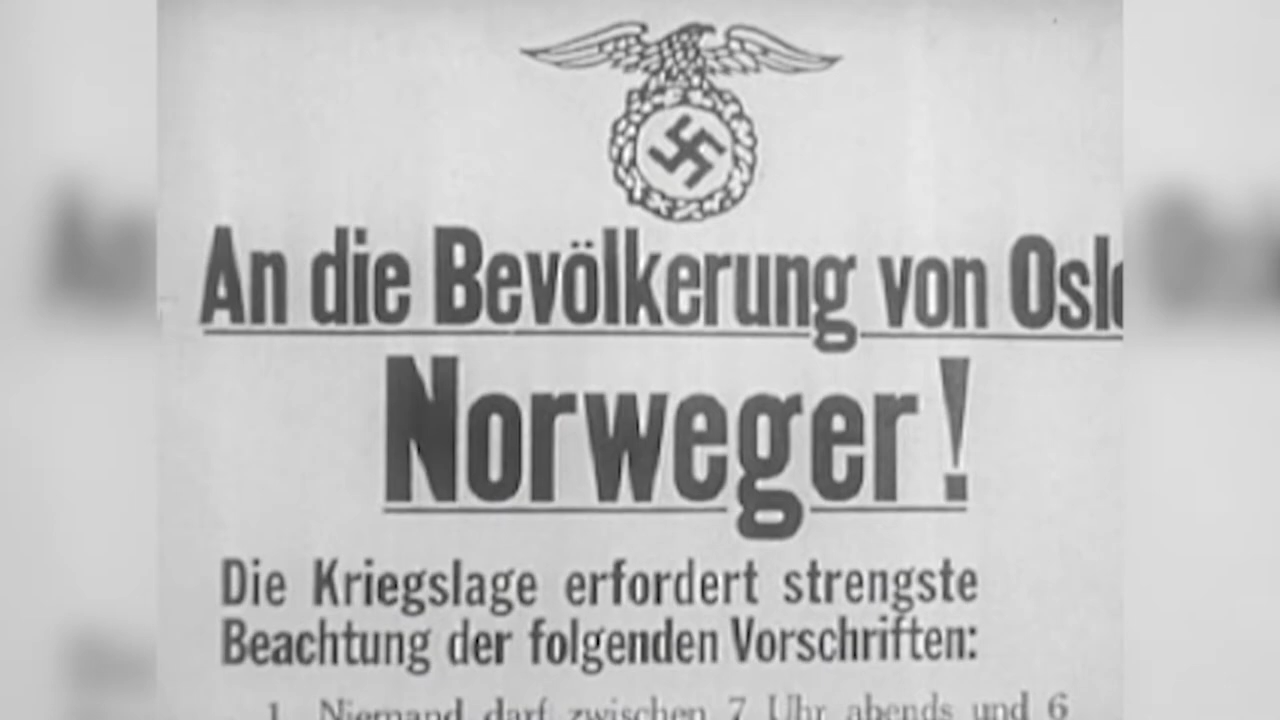 An die Bevölkerung von Oslo
Norweger!
Die Kriegslage erfordert strengste
Beachtung der folgenden Vorschriften:
1. Niemand darf zwischen 7 Uhr abends und 6